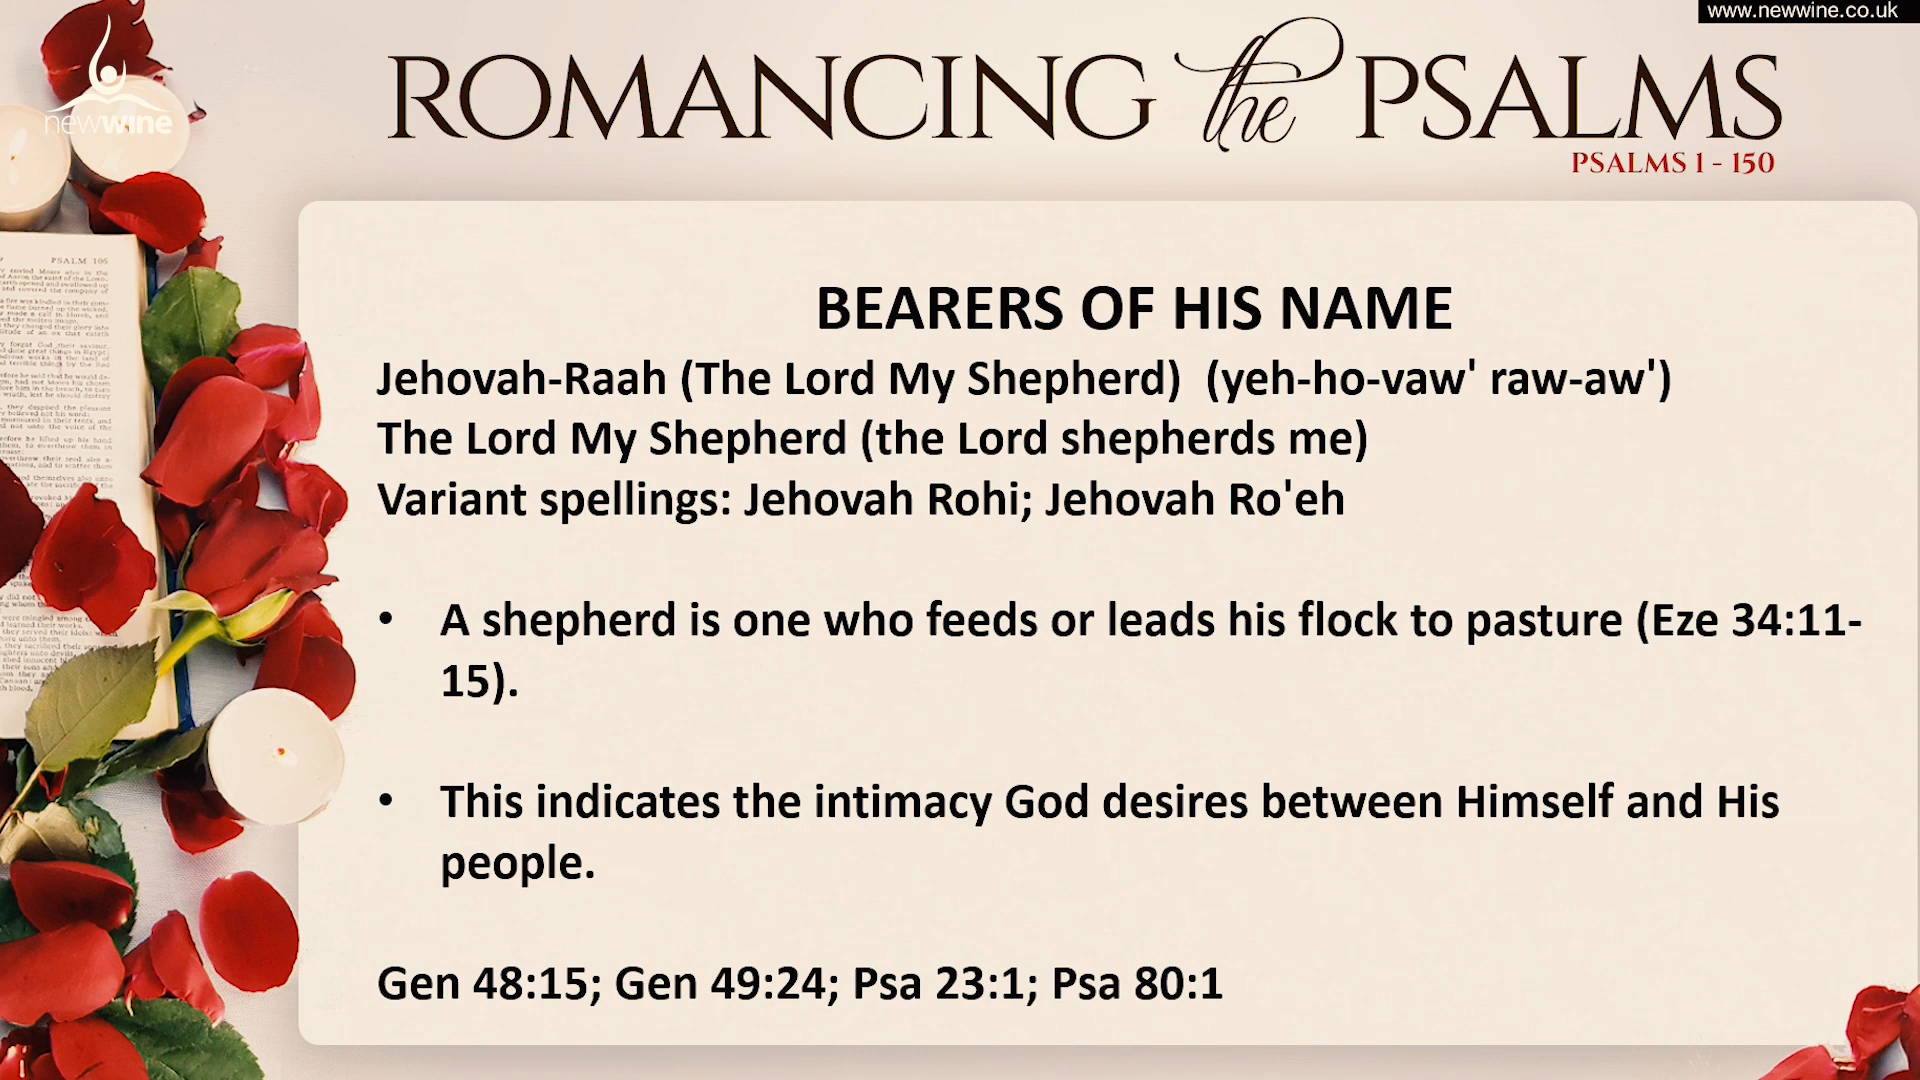 www.newwine.co.uk
newwine
ROMANCING the PSALMS
PSALMS 1 - 150
PSALM 106
BEARERS OF HIS NAME
Jehovah-Raah (The Lord My Shepherd)  (yeh-ho-vaw' raw-aw')
The Lord My Shepherd (the Lord shepherds me)
Variant spellings: Jehovah Rohi; Jehovah Ro'eh
• A shepherd is one who feeds or leads his flock to pasture (Eze 34:11-
15).
• This indicates the intimacy God desires between Himself and His
people.
Gen 48:15; Gen 49:24; Psa 23:1; Psa 80:1